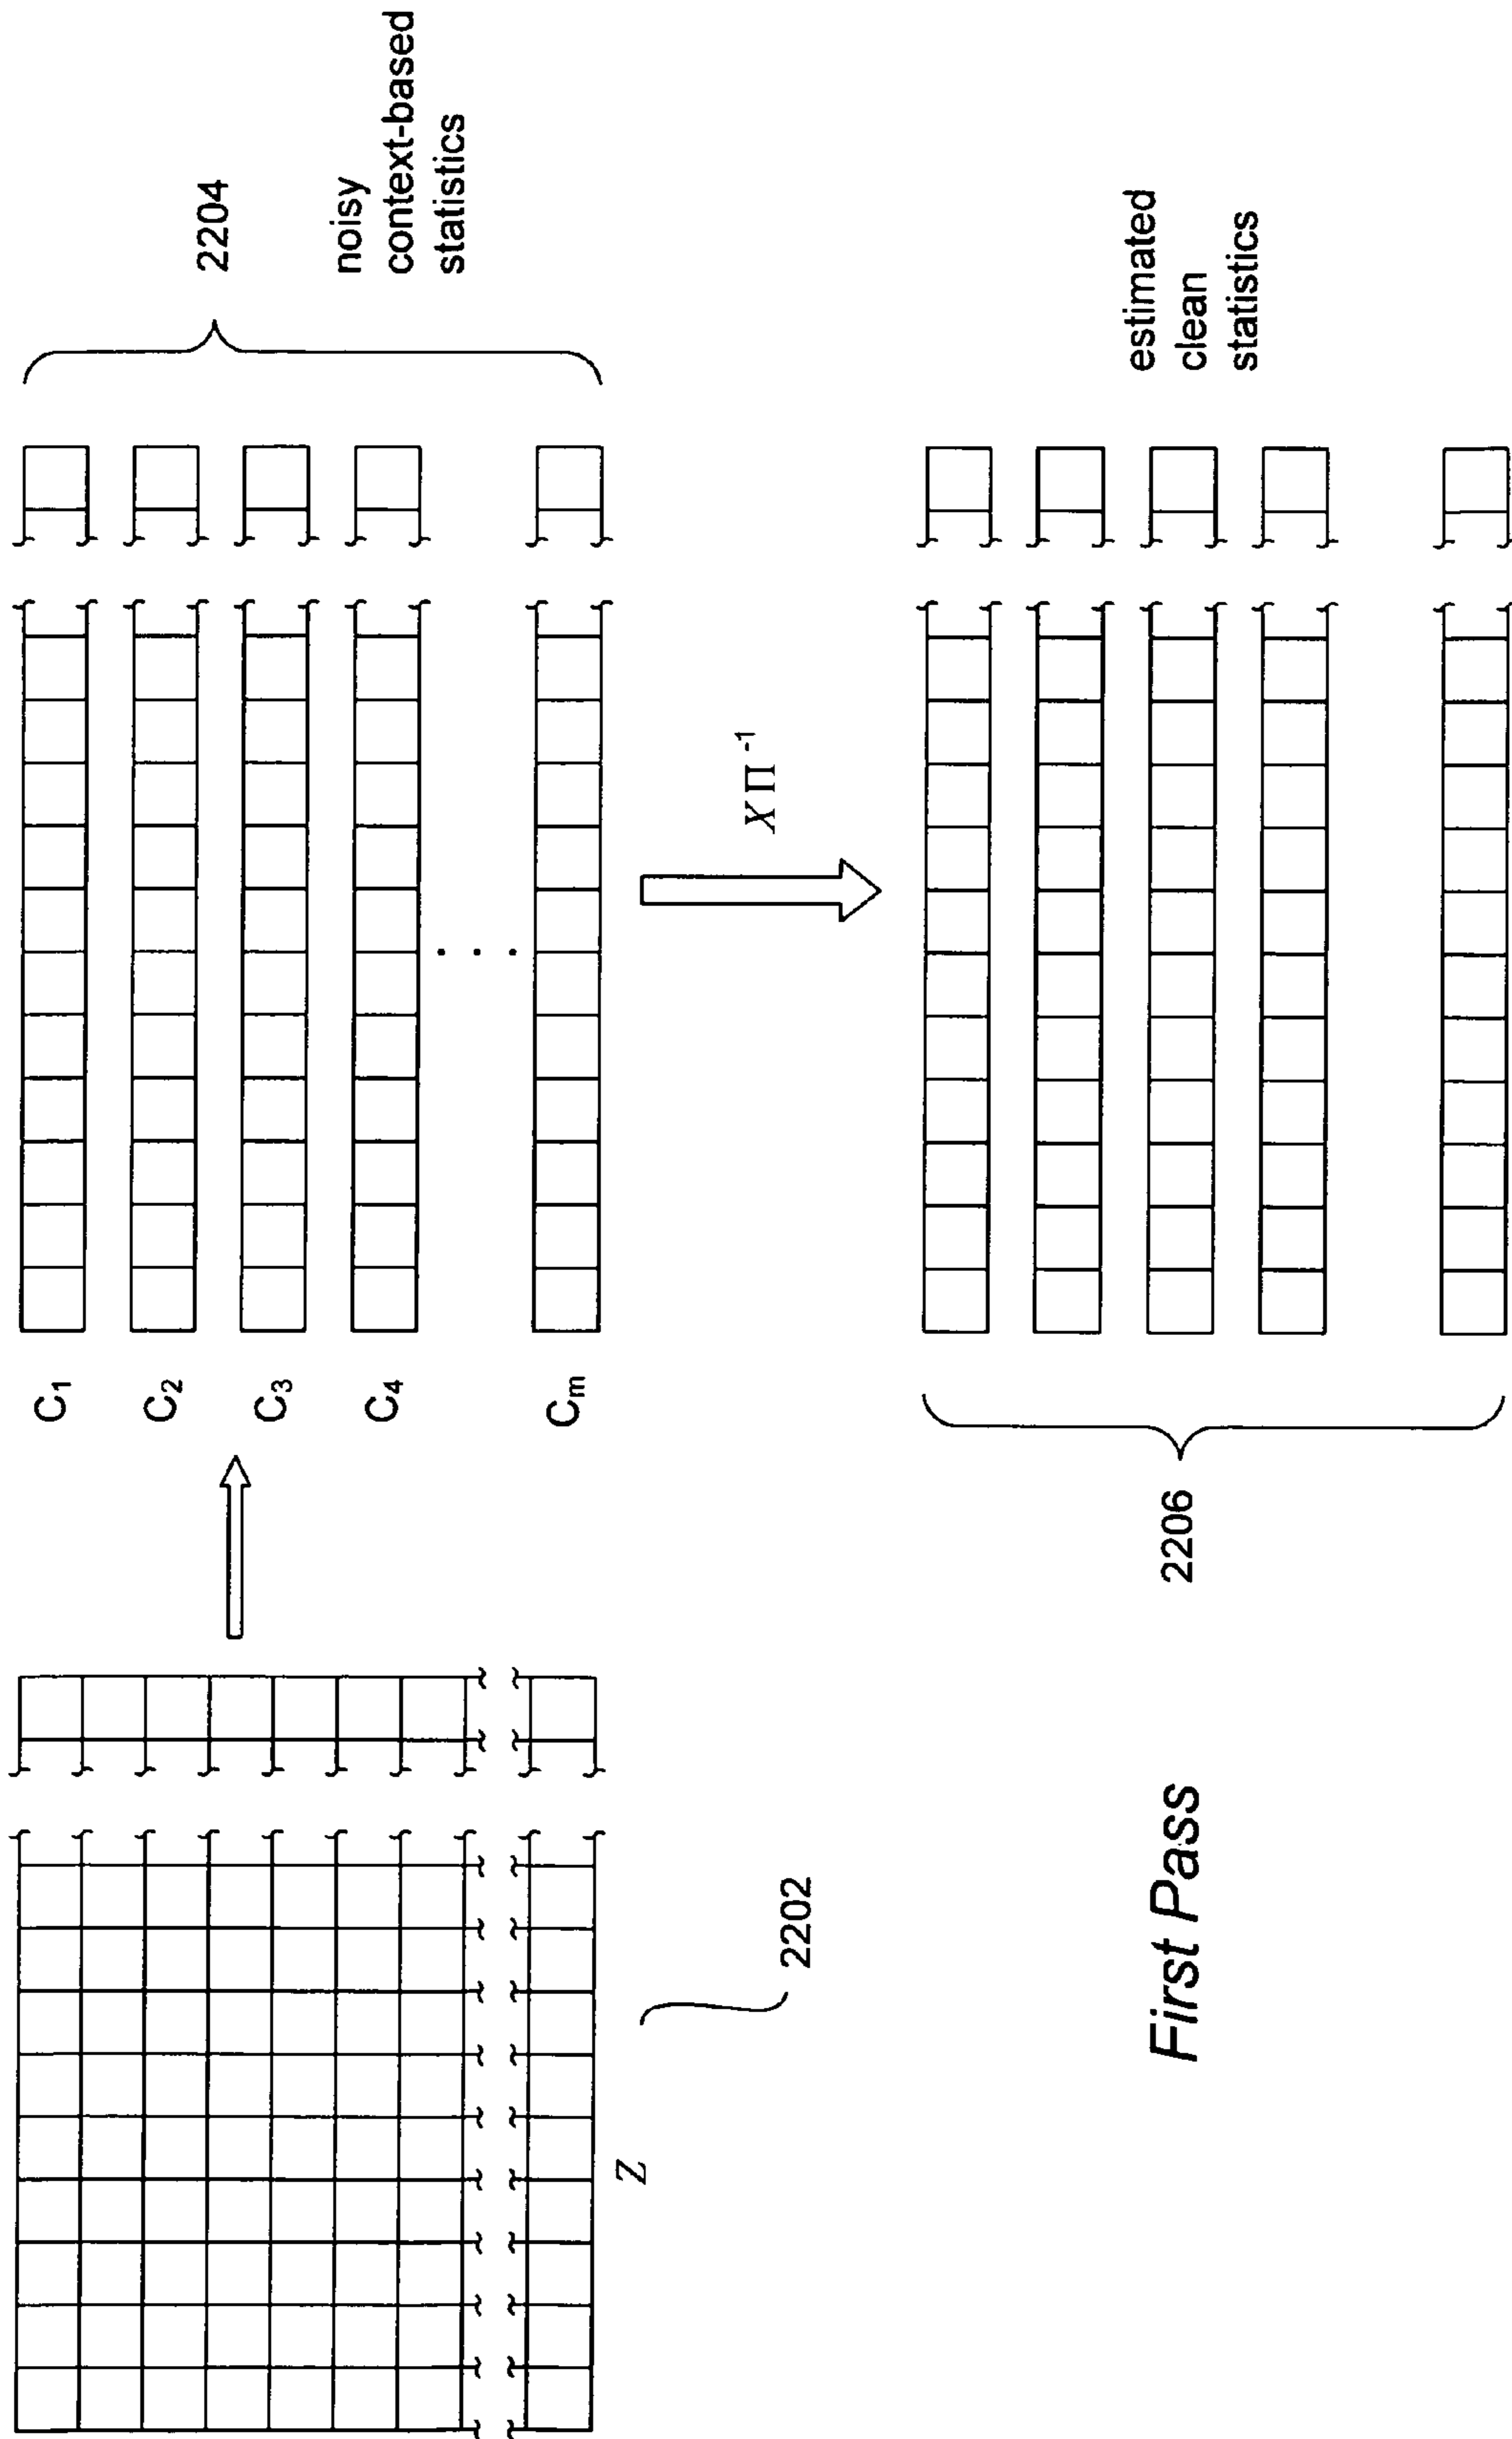 C1
C2
C3
C4
Cm
2204
noisy
context-based
statistics
Z
2202
X Π -1
2206
estimated
clean
statistics
First Pass